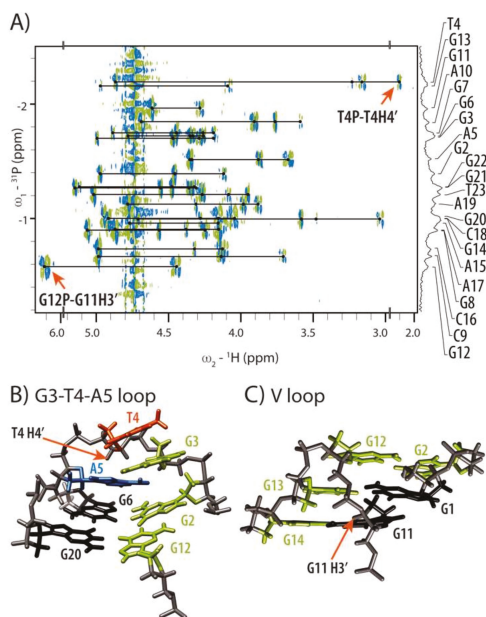 A)
T4
G13
G11
A10
G7
G6
G3
A5
G2
G22
G21
T23
A19
G20
C18
G14
A15
A17
G8
C16
C9
G12
ω₁ - ³¹P (ppm)
-2
-1
T4P-T4H4′
G12P-G11H3′
6.0 5.0 4.5 4.0 3.5 3.0 2.0
ω₂ - ¹H (ppm)
B) G3-T4-A5 loop
T4
T4 H4′
G3
A5
G6
G2
G20
G12
C) V loop
G12
G2
G13
G1
G14
G11
G11 H3′